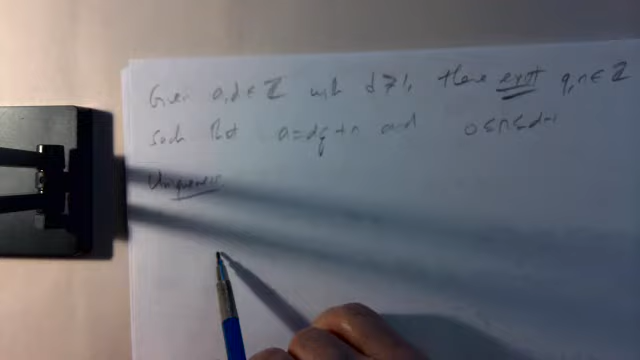 Given a,d ∈ ℤ with d ≥ 1, there exist q,r ∈ ℤ
such that a = dq + r and 0 ≤ r ≤ d-1
Uniqueness